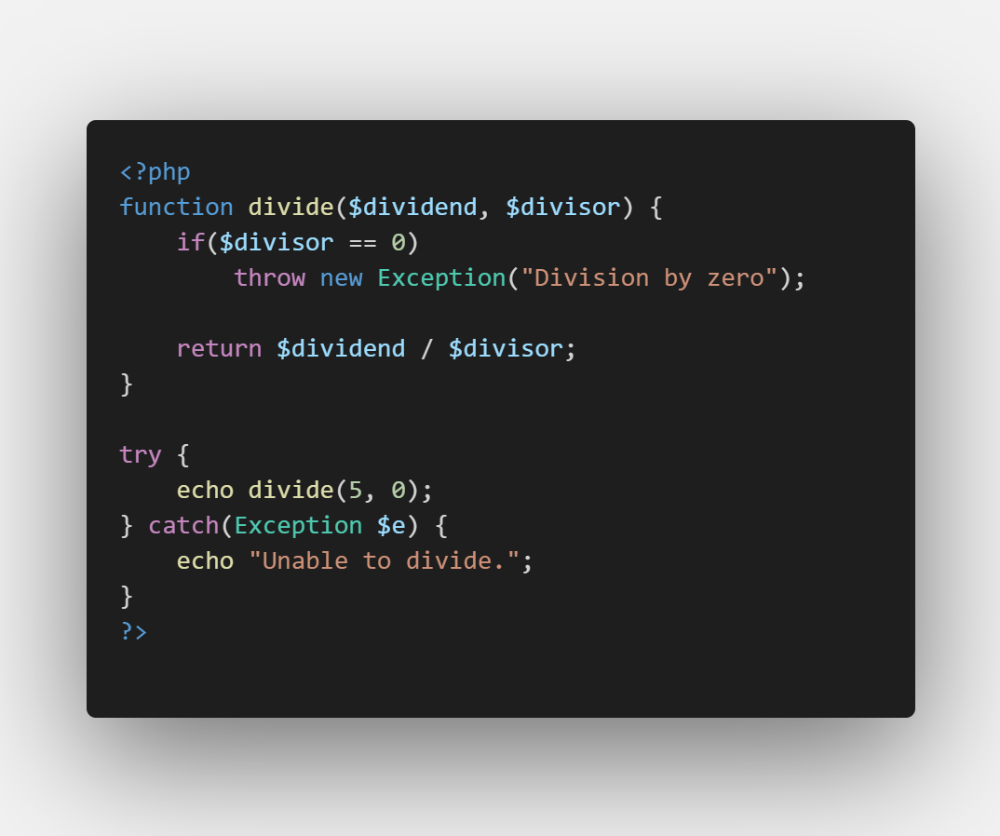 <?php
function divide($dividend, $divisor) {
    if($divisor == 0)
        throw new Exception("Division by zero");

    return $dividend / $divisor;
}

try {
    echo divide(5, 0);
} catch(Exception $e) {
    echo "Unable to divide.";
}
?>